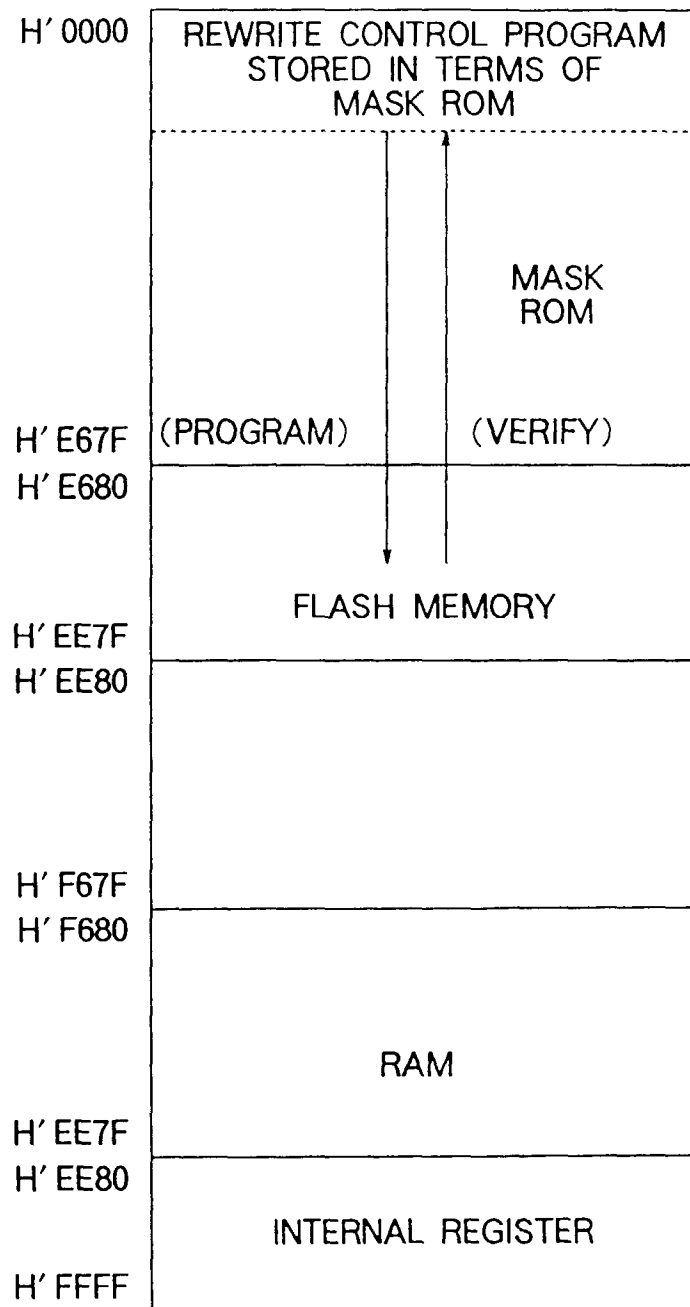 H' 0000
REWRITE CONTROL PROGRAM
STORED IN TERMS OF
MASK ROM
MASK
ROM
(PROGRAM)
(VERIFY)
H' E67F
H' E680
FLASH MEMORY
H' EE7F
H' EE80
H' F67F
H' F680
RAM
H' EE7F
H' EE80
INTERNAL REGISTER
H' FFFF